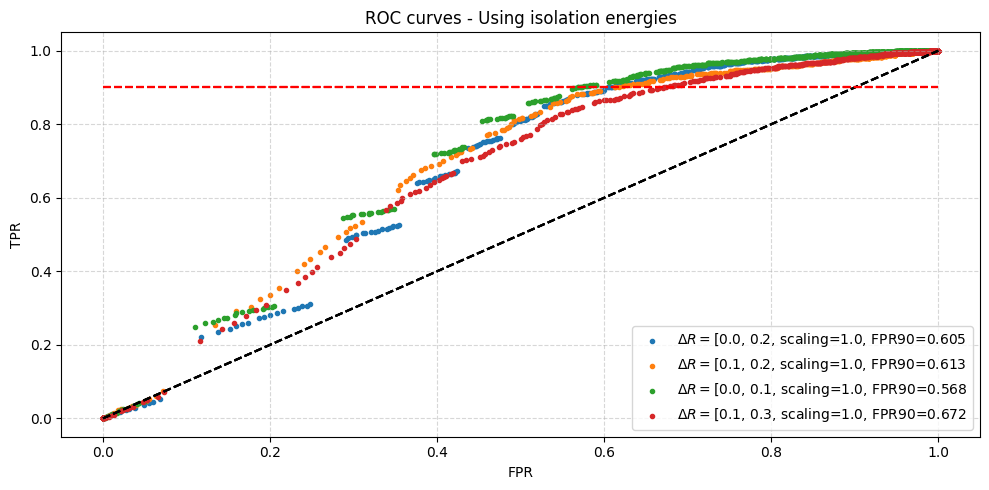 ROC curves - Using isolation energies
1.0
0.8
0.6
0.4
0.2
0.0
TPR
0.0
0.2
0.4
0.6
0.8
1.0
FPR
ΔR = [0.0, 0.2, scaling=1.0, FPR90=0.605
ΔR = [0.1, 0.2, scaling=1.0, FPR90=0.613
ΔR = [0.0, 0.1, scaling=1.0, FPR90=0.568
ΔR = [0.1, 0.3, scaling=1.0, FPR90=0.672